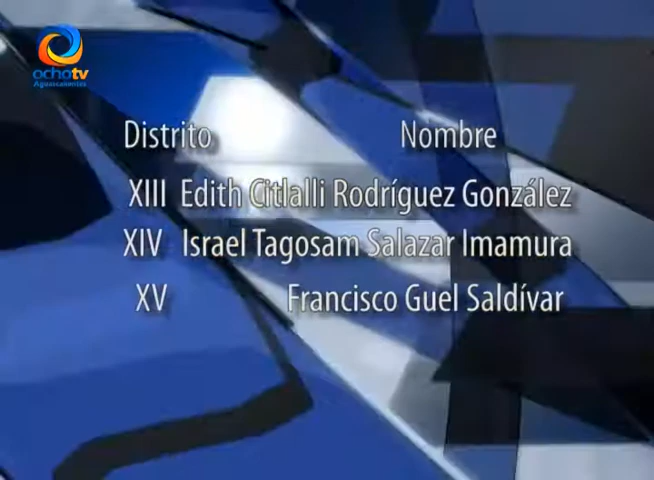 ochotv
Aguascalientes
Distrito Nombre
XIII Edith Citlalli Rodríguez González
XIV Israel Tagosam Salazar Imamura
XV Francisco Guel Saldívar